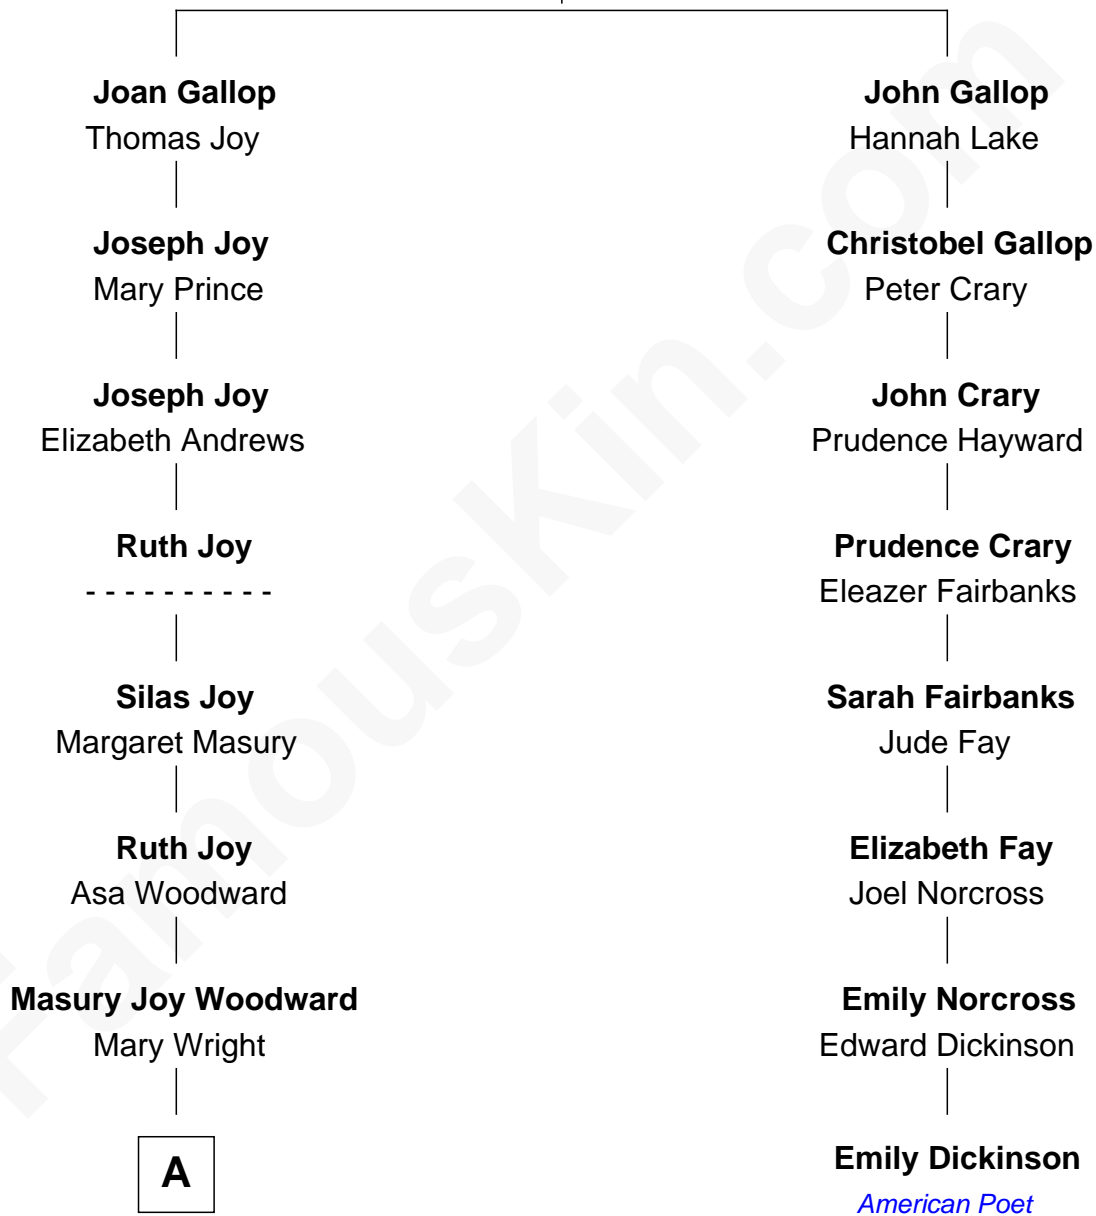 Joan Gallop
Thomas Joy
Joseph Joy
Mary Prince
Joseph Joy
Elizabeth Andrews
Ruth Joy
- - - - - - - - - -
Silas Joy
Margaret Masury
Ruth Joy
Asa Woodward
Masury Joy Woodward
Mary Wright
A
John Gallop
Hannah Lake
Christobel Gallop
Peter Crary
John Crary
Prudence Hayward
Prudence Crary
Eleazer Fairbanks
Sarah Fairbanks
Jude Fay
Elizabeth Fay
Joel Norcross
Emily Norcross
Edward Dickinson
Emily Dickinson
American Poet
FamousKin.com